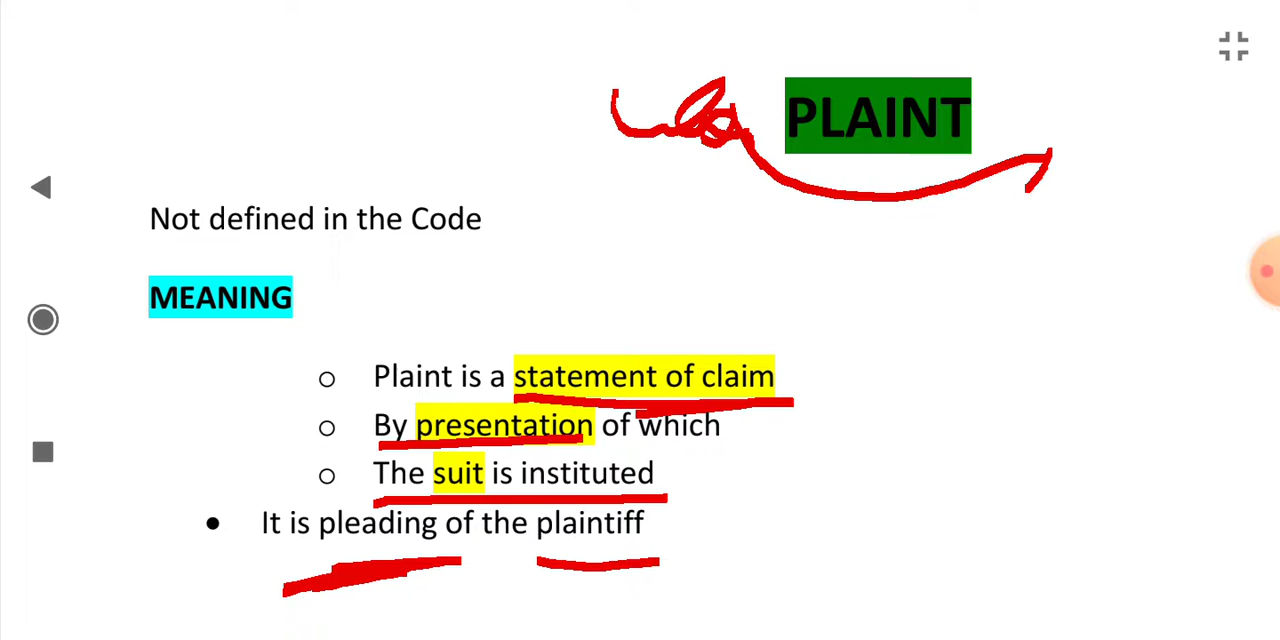 PLAINT
Not defined in the Code
MEANING
o Plaint is a statement of claim
o By presentation of which
o The suit is instituted
• It is pleading of the plaintiff